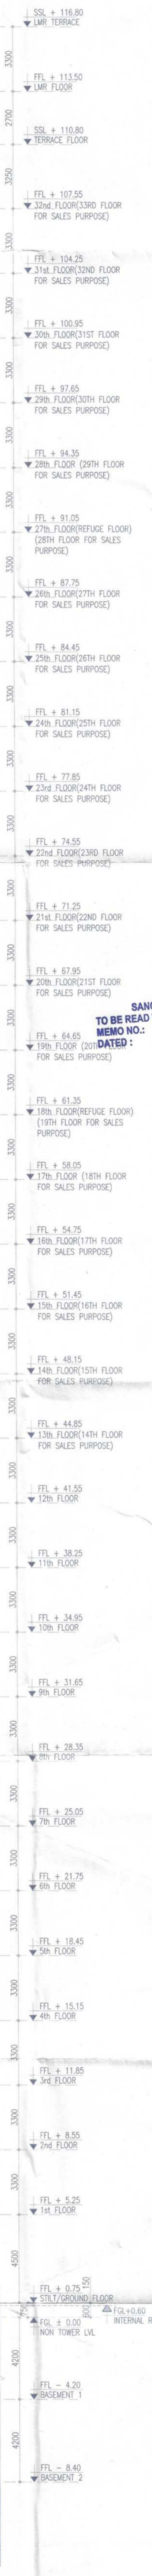 SSL + 116.80
LMR TERRACE
3300
FFL + 113.50
LMR FLOOR
2700
SSL + 110.80
TERRACE FLOOR
3250
FFL + 107.55
32nd FLOOR(33RD FLOOR
FOR SALES PURPOSE)
3300
FFL + 104.25
31st FLOOR(32ND FLOOR
FOR SALES PURPOSE)
3300
FFL + 100.95
30th FLOOR(31ST FLOOR
FOR SALES PURPOSE)
3300
FFL + 97.65
29th FLOOR(30TH FLOOR
FOR SALES PURPOSE)
3300
FFL + 94.35
28th FLOOR (29TH FLOOR
FOR SALES PURPOSE)
3300
FFL + 91.05
27th FLOOR(REFUGE FLOOR)
(28TH FLOOR FOR SALES
PURPOSE)
3300
FFL + 87.75
26th FLOOR(27TH FLOOR
FOR SALES PURPOSE)
3300
FFL + 84.45
25th FLOOR(26TH FLOOR
FOR SALES PURPOSE)
3300
FFL + 81.15
24th FLOOR(25TH FLOOR
FOR SALES PURPOSE)
3300
FFL + 77.85
23rd FLOOR(24TH FLOOR
FOR SALES PURPOSE)
3300
FFL + 74.55
22nd FLOOR(23RD FLOOR
FOR SALES PURPOSE)
3300
FFL + 71.25
21st FLOOR(22ND FLOOR
FOR SALES PURPOSE)
3300
FFL + 67.95
20th FLOOR(21ST FLOOR
FOR SALES PURPOSE)
SANC
TO BE READ
MEMO NO.:
DATED :
3300
FFL + 64.65
19th FLOOR (20TH FLOOR
FOR SALES PURPOSE)
3300
FFL + 61.35
18th FLOOR(REFUGE FLOOR)
(19TH FLOOR FOR SALES
PURPOSE)
3300
FFL + 58.05
17th FLOOR (18TH FLOOR
FOR SALES PURPOSE)
3300
FFL + 54.75
16th FLOOR(17TH FLOOR
FOR SALES PURPOSE)
3300
FFL + 51.45
15th FLOOR(16TH FLOOR
FOR SALES PURPOSE)
3300
FFL + 48.15
14th FLOOR(15TH FLOOR
FOR SALES PURPOSE)
3300
FFL + 44.85
13th FLOOR(14TH FLOOR
FOR SALES PURPOSE)
3300
FFL + 41.55
12th FLOOR
3300
FFL + 38.25
11th FLOOR
3300
FFL + 34.95
10th FLOOR
3300
FFL + 31.65
9th FLOOR
3300
FFL + 28.35
8th FLOOR
3300
FFL + 25.05
7th FLOOR
3300
FFL + 21.75
6th FLOOR
3300
FFL + 18.45
5th FLOOR
3300
FFL + 15.15
4th FLOOR
3300
FFL + 11.85
3rd FLOOR
3300
FFL + 8.55
2nd FLOOR
3300
FFL + 5.25
1st FLOOR
4500
FFL + 0.75
150
STILT/GROUND FLOOR
750
600
FGL+0.60
INTERNAL R
FGL ± 0.00
NON TOWER LVL
4200
FFL - 4.20
BASEMENT 1
4200
FFL - 8.40
BASEMENT 2